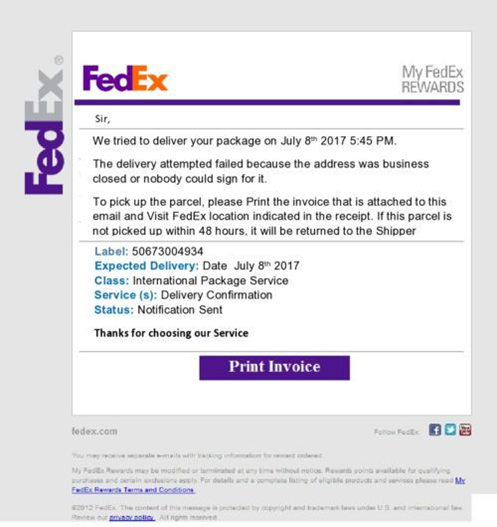 FedEx®
FedEx
My FedEx
REWARDS
Sir,
We tried to deliver your package on July 8th 2017 5:45 PM.
The delivery attempted failed because the address was business
closed or nobody could sign for it.
To pick up the parcel, please Print the invoice that is attached to this
email and Visit FedEx location indicated in the receipt. If this parcel is
not picked up within 48 hours, it will be returned to the Shipper
Label: 50673004934
Expected Delivery: Date July 8th 2017
Class: International Package Service
Service (s): Delivery Confirmation
Status: Notification Sent
Thanks for choosing our Service
Print Invoice
fedex.com
Follow FedEx:
You may receive separate e-mails with tracking information for reward ordered.
My FedEx Rewards may be modified or terminated at any time without notice. Rewards points available for qualifying
purchases and certain exclusions apply. For details and a complete listing of eligible products and services please read My
FedEx Rewards Terms and Conditions.
©2012 FedEx. The content of this message is protected by copyright and trademark laws under U.S. and international law.
Review our privacy policy. All rights reserved.